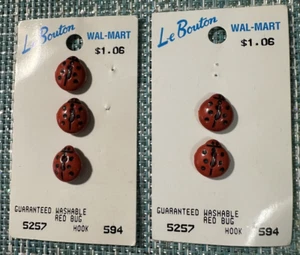 Le Bouton
WAL-MART
$1.06
GUARANTEED WASHABLE
RED BUG
5257
HOOK
594
Le Bouton
WAL-MART
$1.06
GUARANTEED WASHABLE
RED BUG
5257
HOOK
594